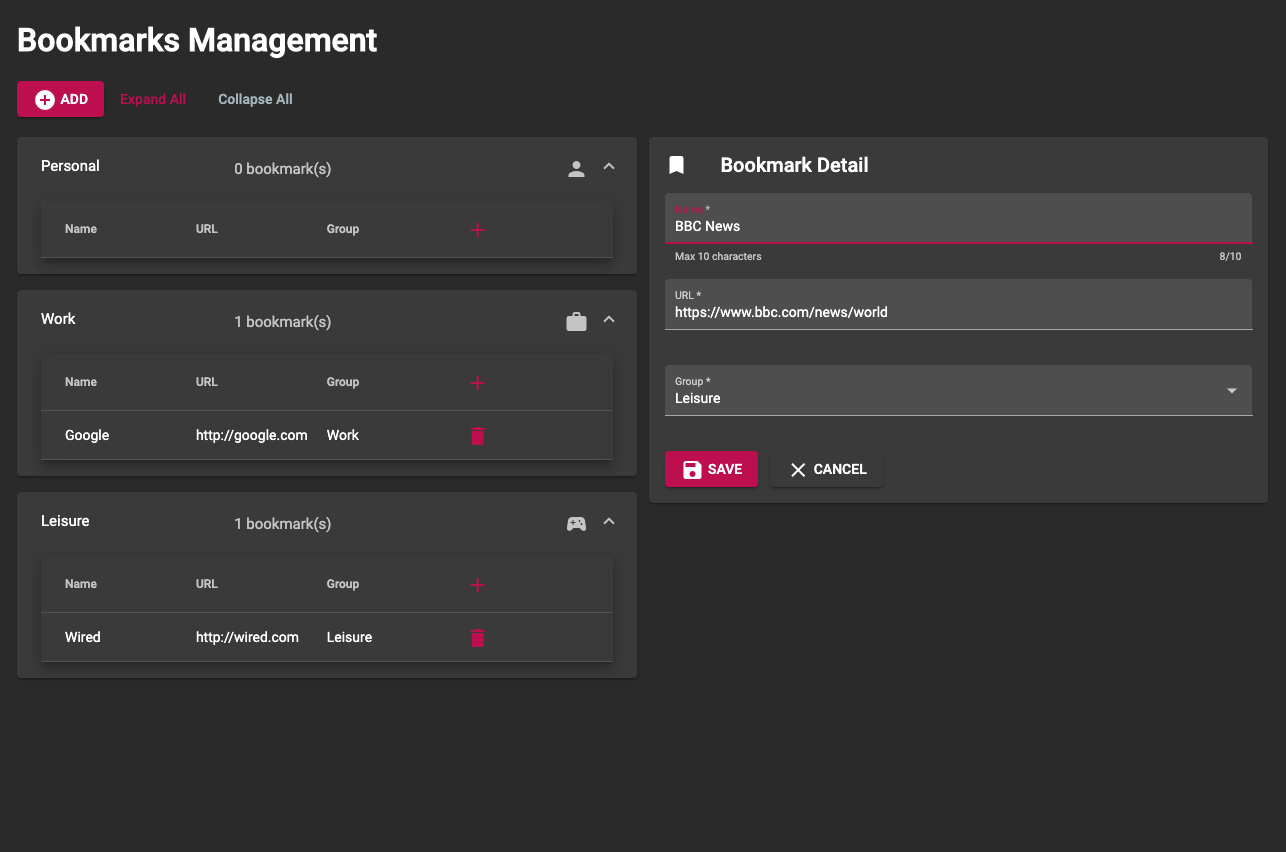 Bookmarks Management
ADD Expand All Collapse All
Personal 0 bookmark(s)
Name URL Group
Work 1 bookmark(s)
Name URL Group
Google http://google.com Work
Leisure 1 bookmark(s)
Name URL Group
Wired http://wired.com Leisure
Bookmark Detail
Name *
BBC News
Max 10 characters 8/10
URL *
https://www.bbc.com/news/world
Group *
Leisure
SAVE CANCEL